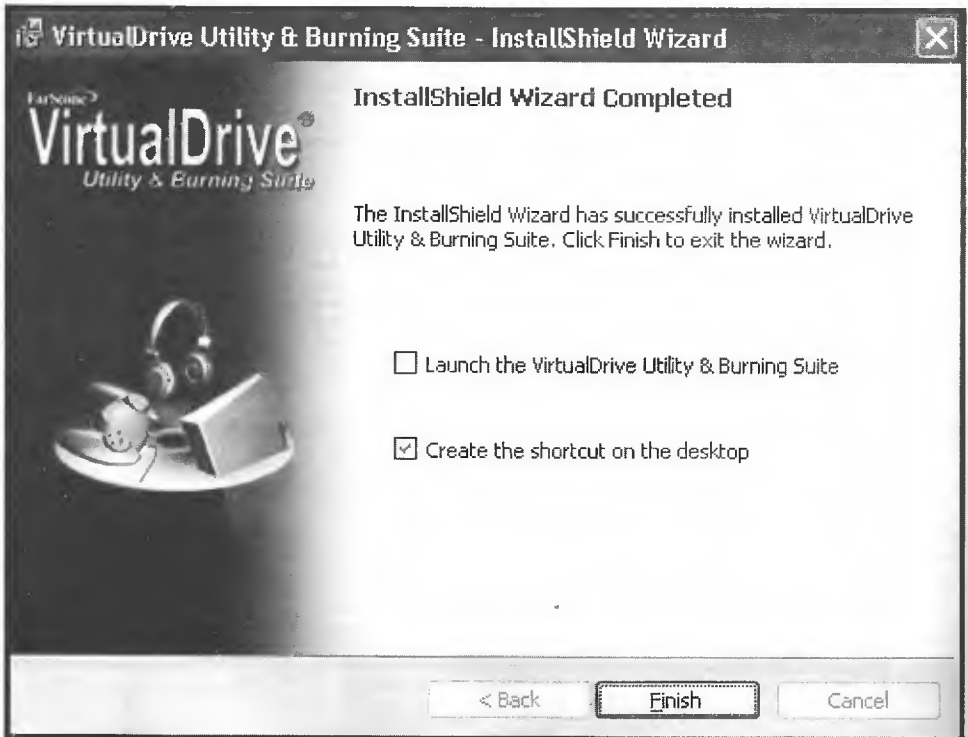 VirtualDrive Utility & Burning Suite - InstallShield Wizard
FarStone
VirtualDrive®
Utility & Burning Suite
InstallShield Wizard Completed
The InstallShield Wizard has successfully installed VirtualDrive
Utility & Burning Suite. Click Finish to exit the wizard.
Launch the VirtualDrive Utility & Burning Suite
Create the shortcut on the desktop
< Back
Finish
Cancel